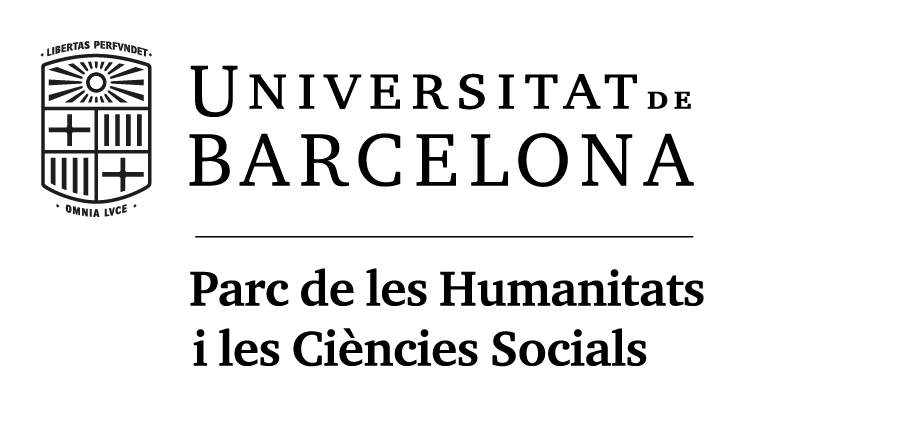 · LIBERTAS PERFVNDET ·
· OMNIA LVCE ·
UNIVERSITAT DE
BARCELONA
Parc de les Humanitats
i les Ciències Socials